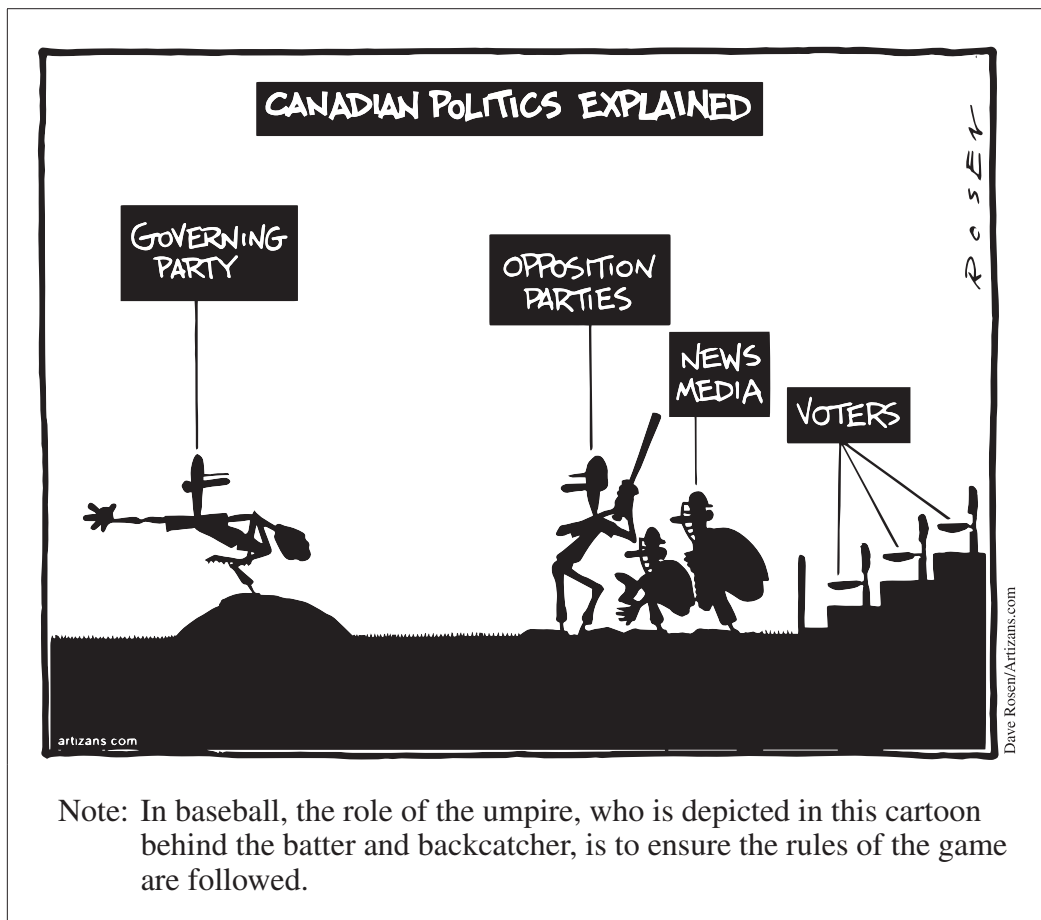 CANADIAN POLITICS EXPLAINED
ROSEN
GOVERNING
PARTY
OPPOSITION
PARTIES
NEWS
MEDIA
VOTERS
artizans com
Dave Rosen/Artizans.com
Note: In baseball, the role of the umpire, who is depicted in this cartoon
behind the batter and backcatcher, is to ensure the rules of the game
are followed.